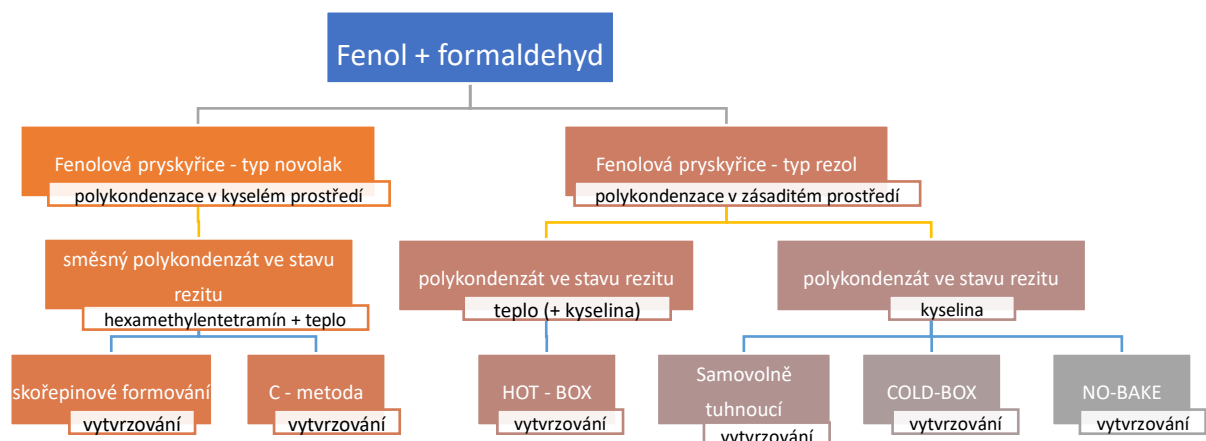 Fenol + formaldehyd
Fenolová pryskyřice - typ novolak
polykondenzace v kyselém prostředí
Fenolová pryskyřice - typ rezol
polykondenzace v zásaditém prostředí
směsný polykondenzát ve stavu
rezitu
hexamethylentetramín + teplo
polykondenzát ve stavu rezitu
teplo (+ kyselina)
polykondenzát ve stavu rezitu
kyselina
skořepinové formování
vytvrzování
C - metoda
vytvrzování
HOT - BOX
vytvrzování
Samovolně
tuhnoucí
vytvrzování
COLD-BOX
vytvrzování
NO-BAKE
vytvrzování